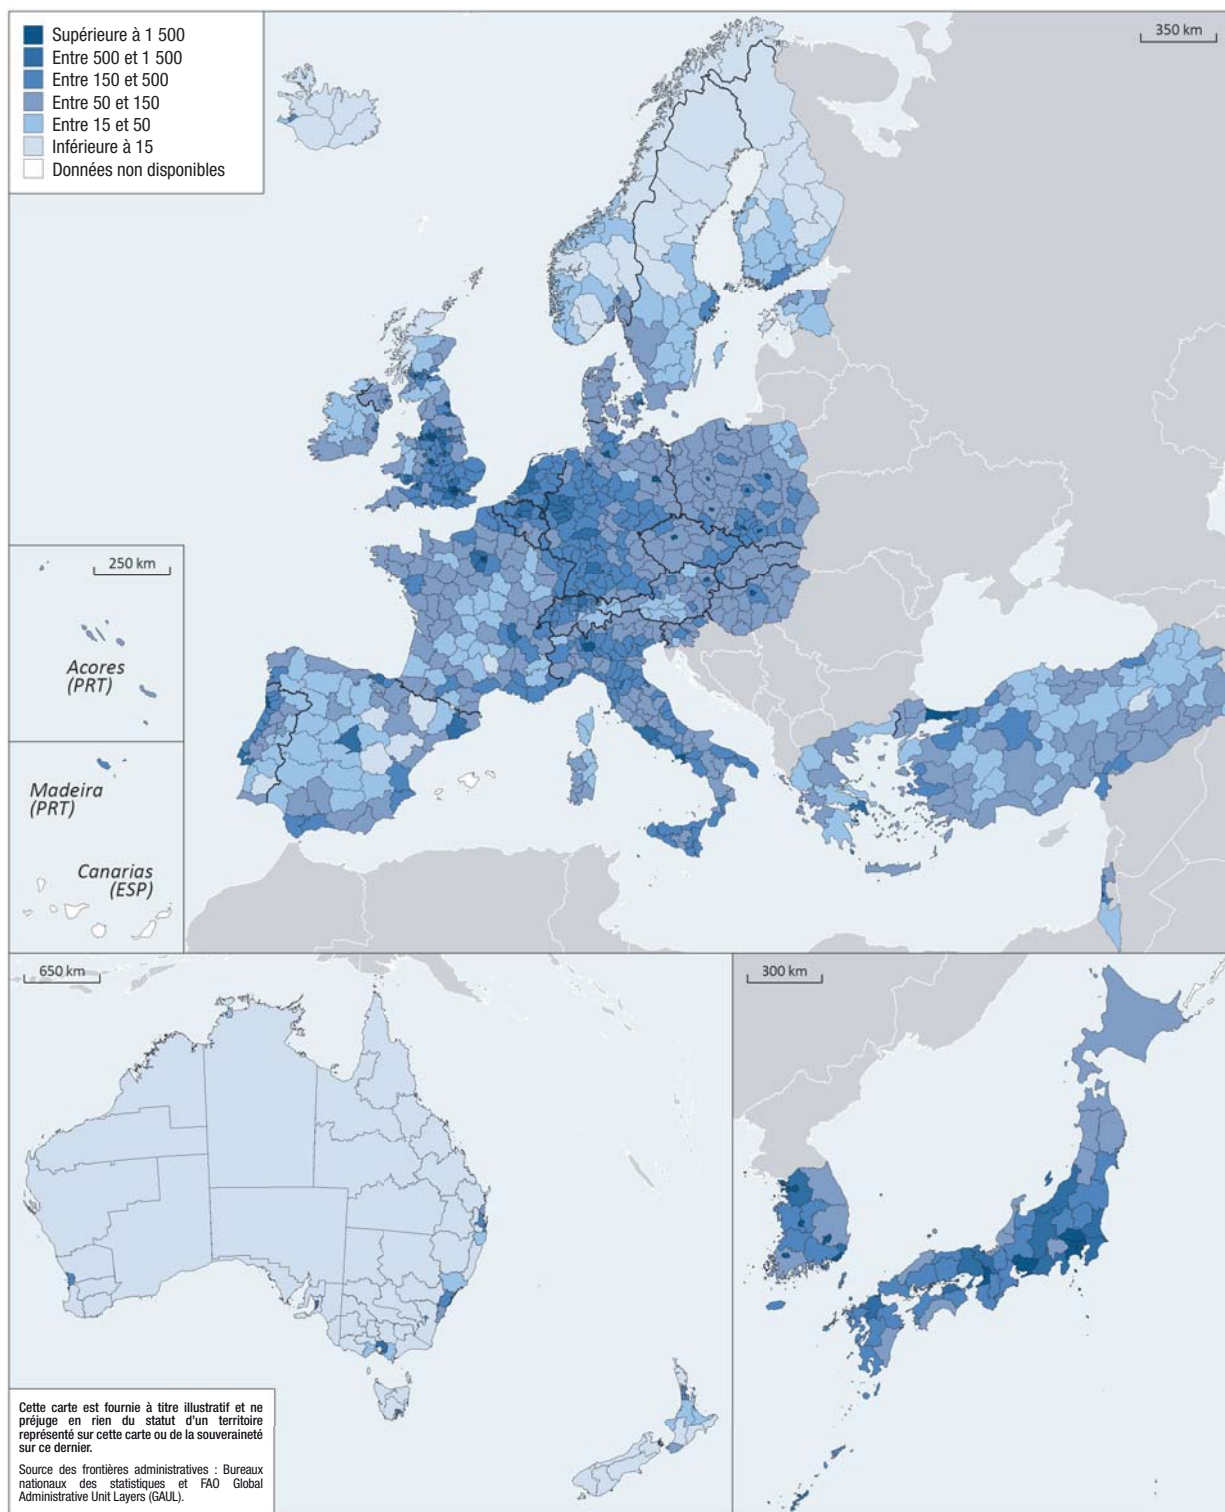 Supérieure à 1 500
Entre 500 et 1 500
Entre 150 et 500
Entre 50 et 150
Entre 15 et 50
Inférieure à 15
Données non disponibles
350 km
250 km
Acores
(PRT)
Madeira
(PRT)
Canarias
(ESP)
650 km
300 km
Cette carte est fournie à titre illustratif et ne
préjuge en rien du statut d'un territoire
représenté sur cette carte ou de la souveraineté
sur ce dernier.
Source des frontières administratives : Bureaux
nationaux des statistiques et FAO Global
Administrative Unit Layers (GAUL).